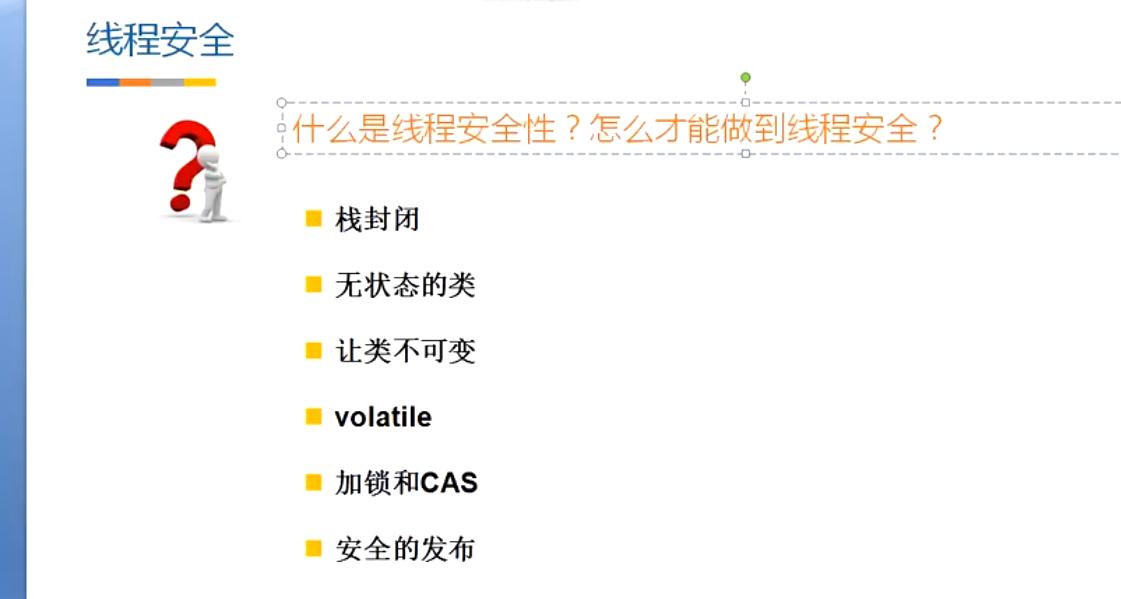 线程安全
什么是线程安全性？怎么才能做到线程安全？
栈封闭
无状态的类
让类不可变
volatile
加锁和CAS
安全的发布